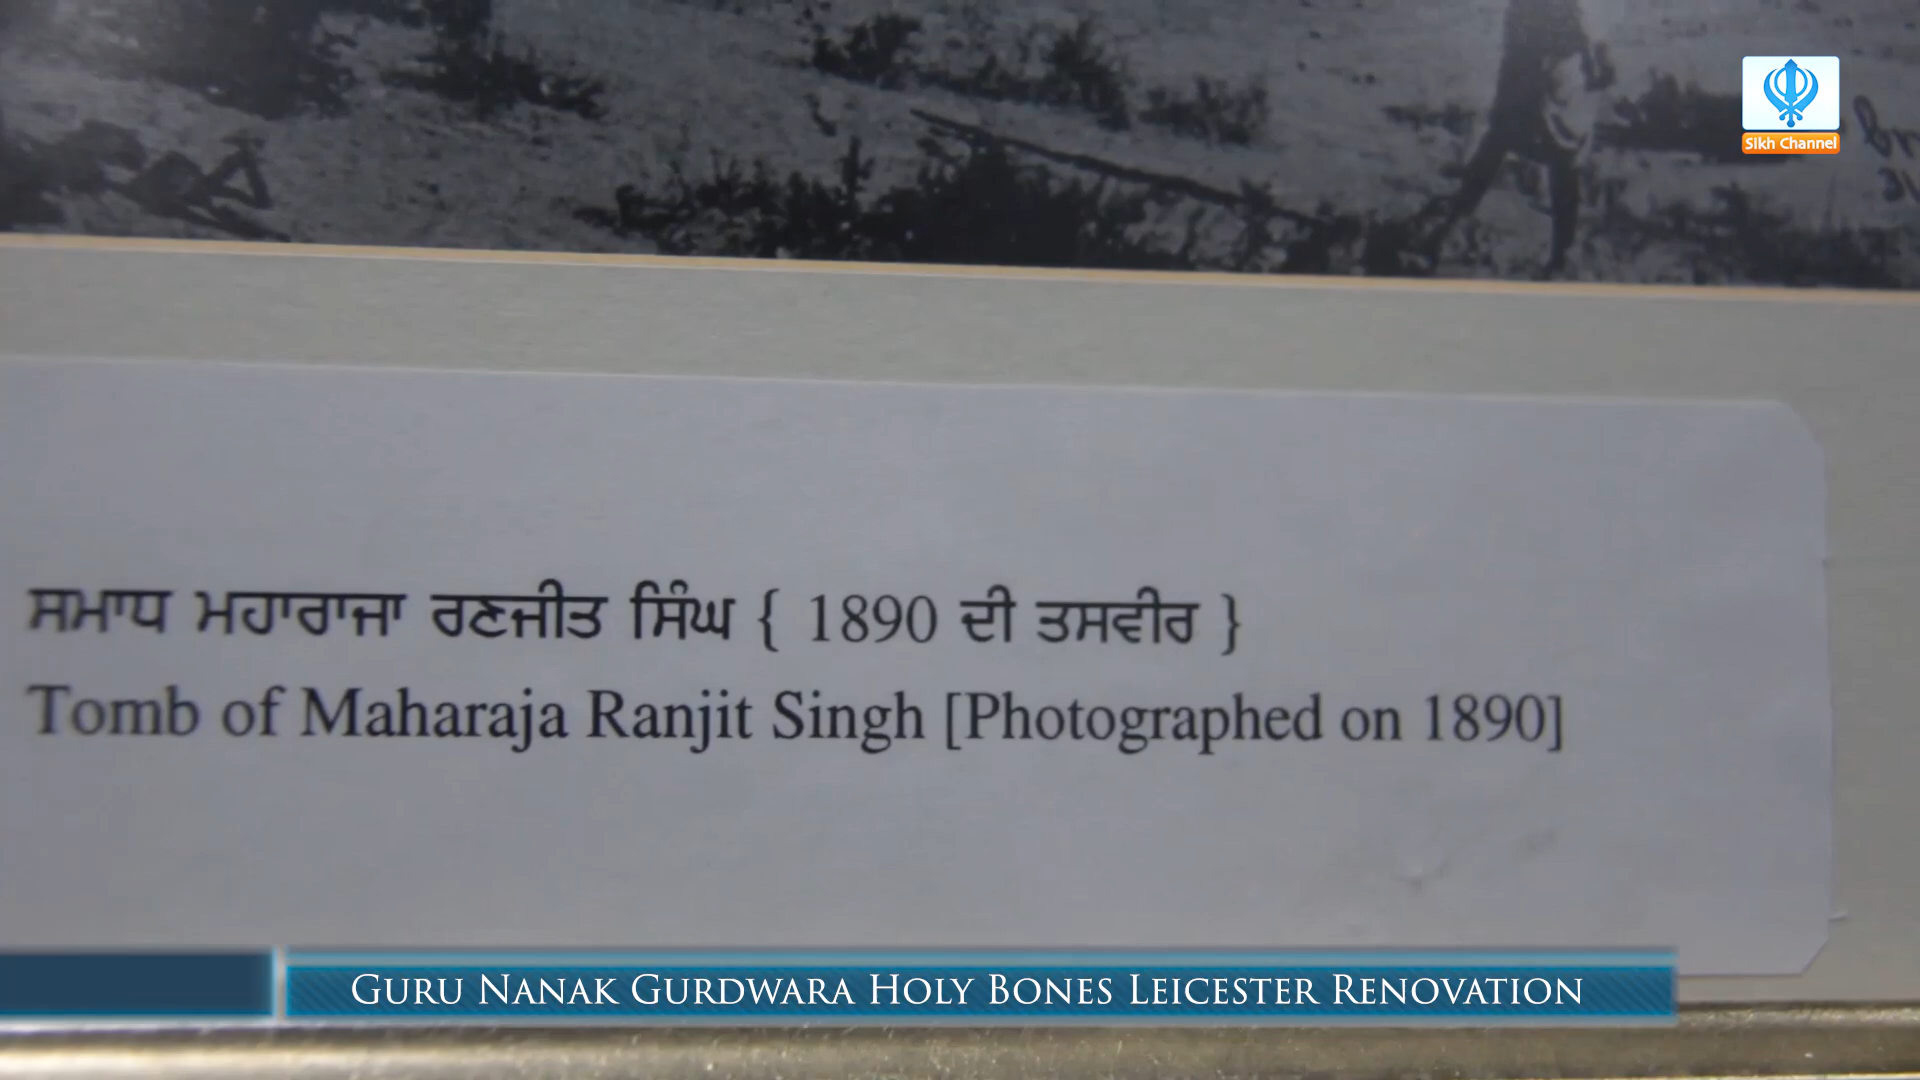 Sikh Channel
ਸਮਾਧ ਮਹਾਰਾਜਾ ਰਣਜੀਤ ਸਿੰਘ { 1890 ਦੀ ਤਸਵੀਰ }
Tomb of Maharaja Ranjit Singh [Photographed on 1890]
Guru Nanak Gurdwara Holy Bones Leicester Renovation